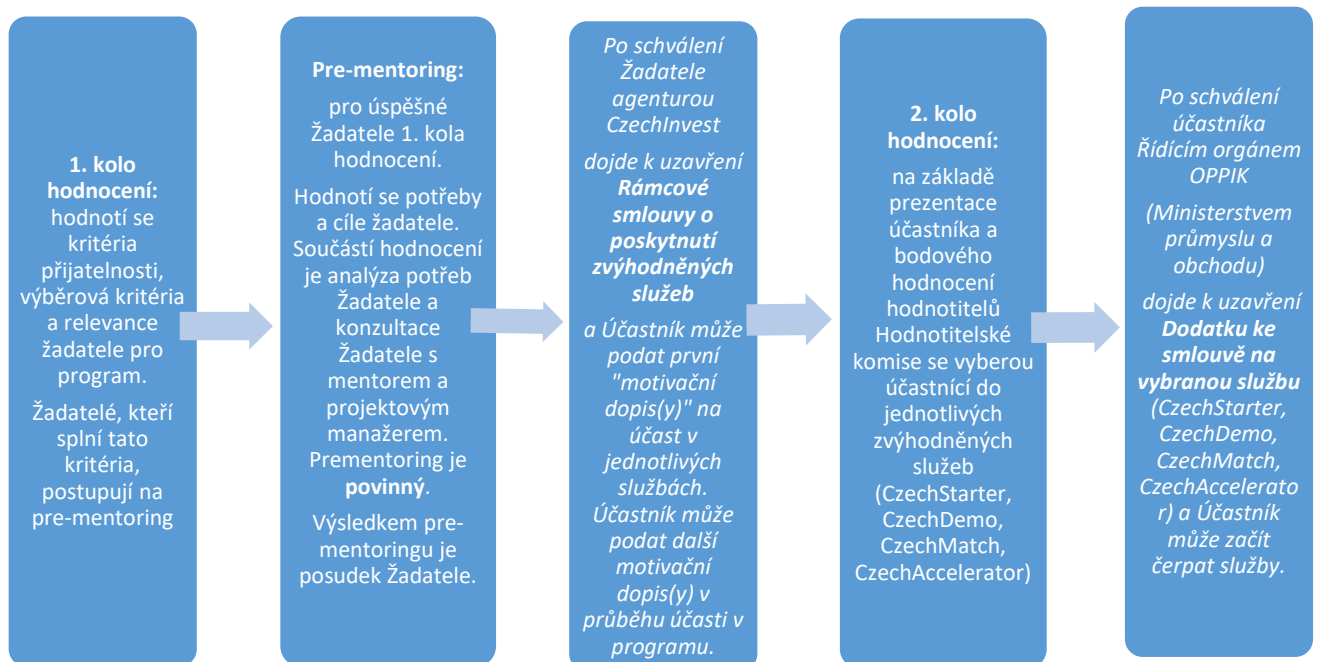 1. kolo
hodnocení:
hodnotí se
kritéria
přijatelnosti,
výběrová kritéria
a relevance
žadatele pro
program.
Žadatelé, kteří
splní tato
kritéria,
postupují na
pre-mentoring
Pre-mentoring:
pro úspěšné
Žadatele 1. kola
hodnocení.
Hodnotí se potřeby
a cíle žadatele.
Součástí hodnocení
je analýza potřeb
Žadatele a
konzultace
Žadatele s
mentorem a
projektovým
manažerem.
Prementoring je
povinný.
Výsledkem pre-
mentoringu je
posudek Žadatele.
Po schválení
Žadatele
agenturou
CzechInvest
dojde k uzavření
Rámcové
smlouvy o
poskytnutí
zvýhodněných
služeb
a Účastník může
podat první
"motivační
dopis(y)" na
účast v
jednotlivých
službách.
Účastník může
podat další
motivační
dopis(y) v
průběhu účasti v
programu.
2. kolo
hodnocení:
na základě
prezentace
účastníka a
bodového
hodnocení
hodnotitelů
Hodnotitelské
komise se vyberou
účastnící do
jednotlivých
zvýhodněných
služeb
(CzechStarter,
CzechDemo,
CzechMatch,
CzechAccelerator)
Po schválení
účastníka
Řídícím orgánem
OPPIK
(Ministerstvem
průmyslu a
obchodu)
dojde k uzavření
Dodatku ke
smlouvě na
vybranou službu
(CzechStarter,
CzechDemo,
CzechMatch,
CzechAccelerato
r) a Účastník
může začít
čerpat služby.